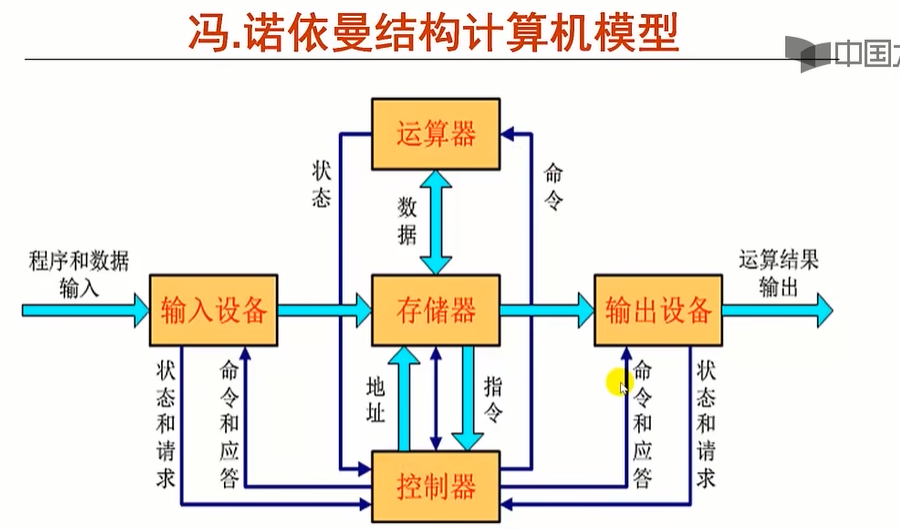 冯.诺依曼结构计算机模型
中国大
运算器
状态
命令
数据
程序和数据
输入
运算结果
输出
输入设备
存储器
输出设备
状态和请求
命令和应答
地址
指令
命令和应答
状态和请求
控制器